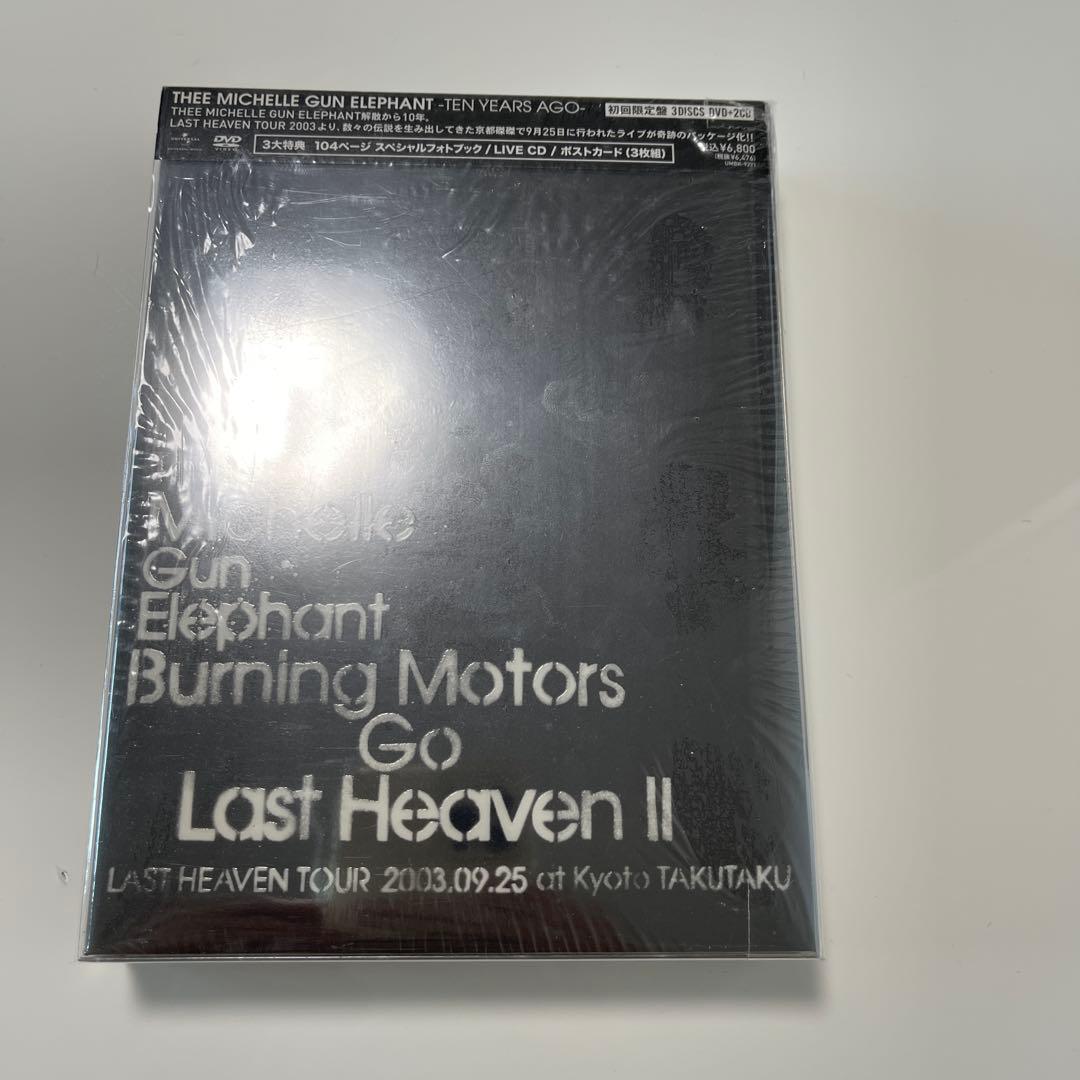 THEE MICHELLE GUN ELEPHANT -TEN YEARS AGO-
初回限定盤 3DISCS DVD+2CD
THEE MICHELLE GUN ELEPHANT解散から10年。
LAST HEAVEN TOUR 2003より、数々の伝説を生み出してきた京都磔磔で9月25日に行われたライブが奇跡のパッケージ化!!
UNIVERSAL
DVD
VIDEO
3大特典 104ページ スペシャルフォトブック / LIVE CD / ポストカード (3枚組)
税込¥6,800
(税抜¥6,476)
Michelle
Gun
Elephant
Burning Motors
Go
Last Heaven II
LAST HEAVEN TOUR 2003.09.25 at Kyoto TAKUTAKU